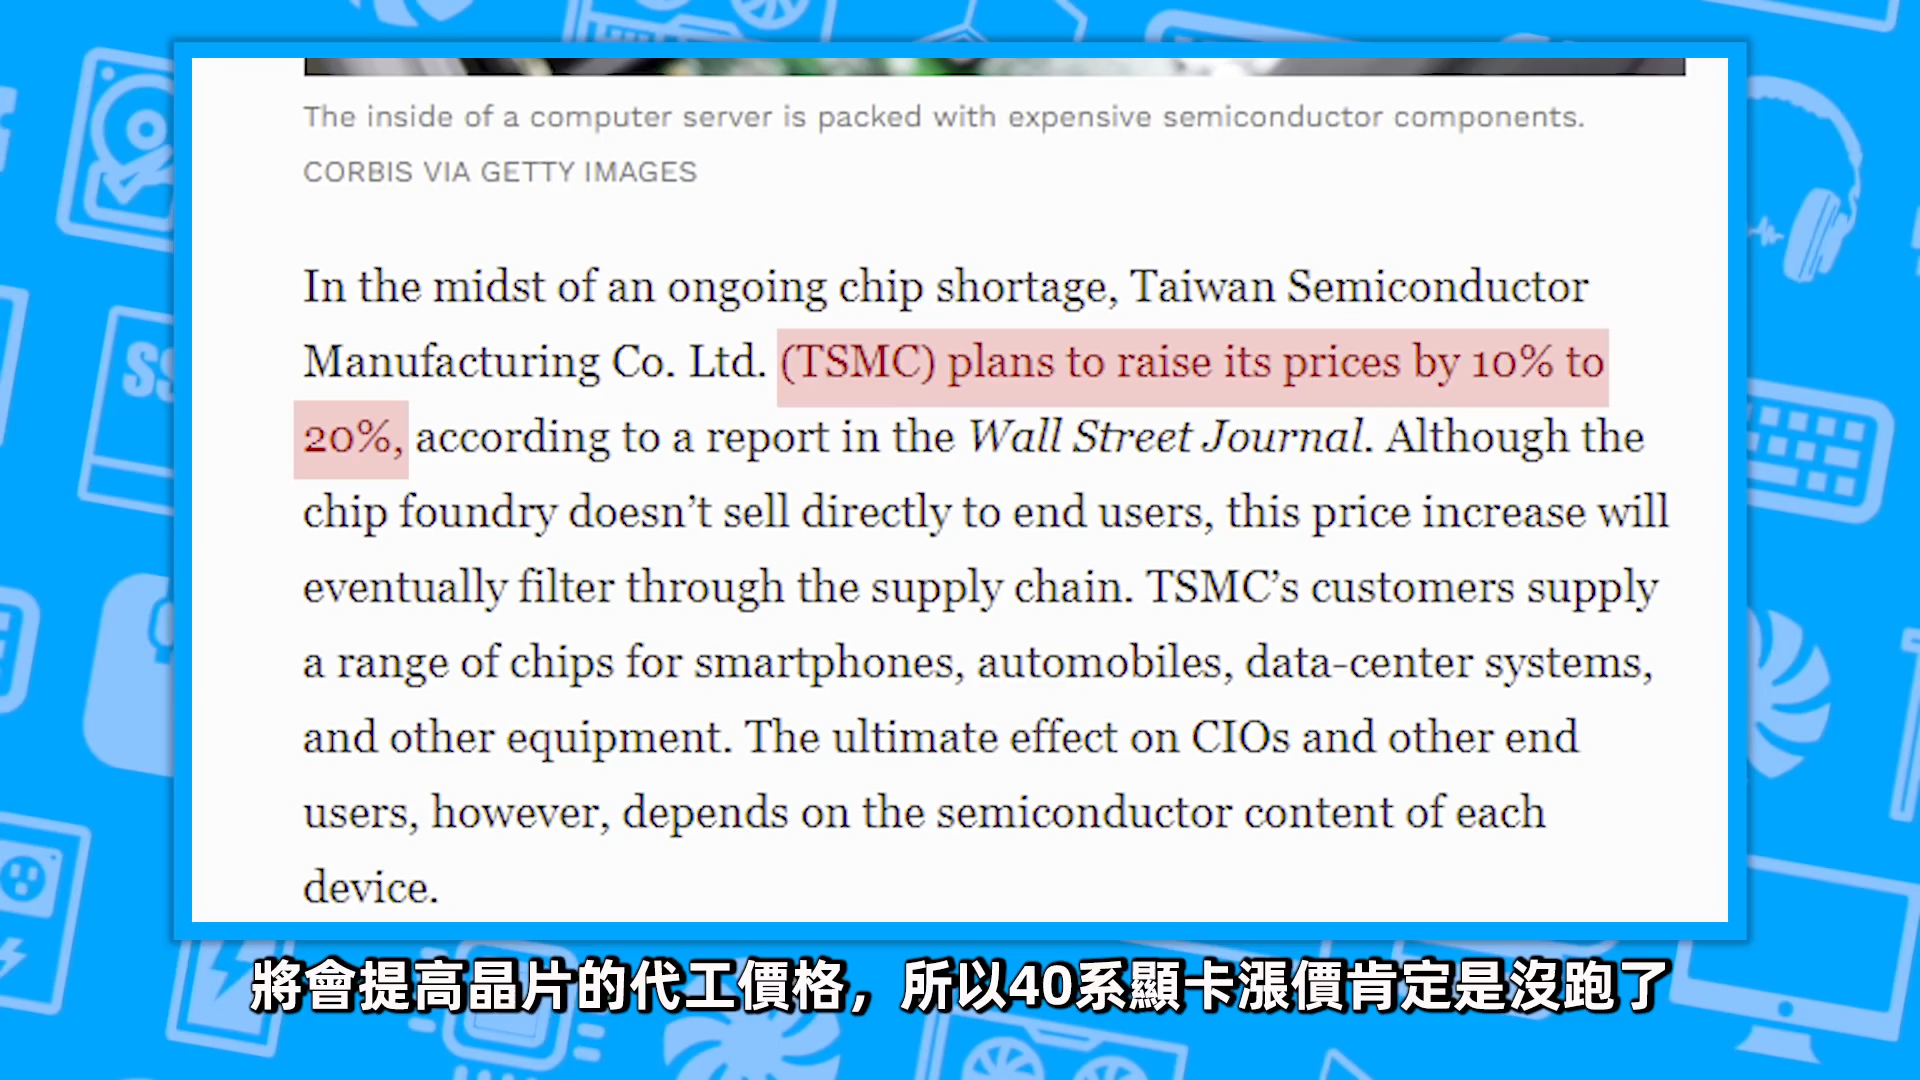 The inside of a computer server is packed with expensive semiconductor components.
CORBIS VIA GETTY IMAGES
In the midst of an ongoing chip shortage, Taiwan Semiconductor
Manufacturing Co. Ltd. (TSMC) plans to raise its prices by 10% to
20%, according to a report in the Wall Street Journal. Although the
chip foundry doesn’t sell directly to end users, this price increase will
eventually filter through the supply chain. TSMC’s customers supply
a range of chips for smartphones, automobiles, data-center systems,
and other equipment. The ultimate effect on CIOs and other end
users, however, depends on the semiconductor content of each
device.
將會提高晶片的代工價格，所以40系顯卡漲價肯定是沒跑了